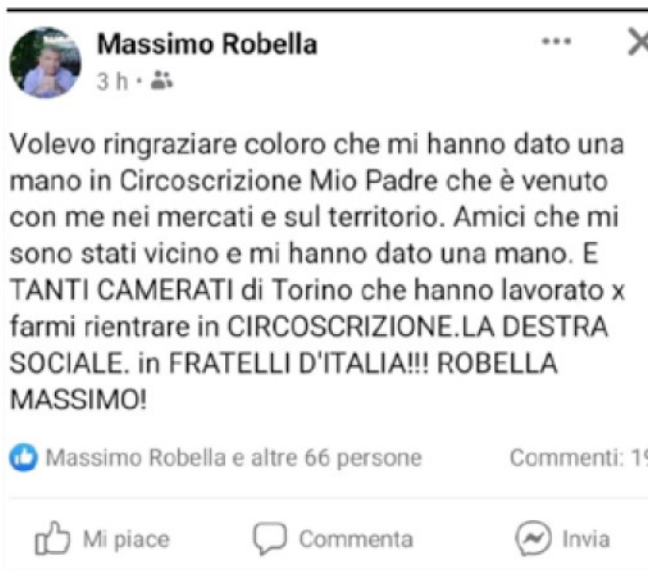 Massimo Robella
3 h
Volevo ringraziare coloro che mi hanno dato una
mano in Circoscrizione Mio Padre che è venuto
con me nei mercati e sul territorio. Amici che mi
sono stati vicino e mi hanno dato una mano. E
TANTI CAMERATI di Torino che hanno lavorato x
farmi rientrare in CIRCOSCRIZIONE.LA DESTRA
SOCIALE. in FRATELLI D'ITALIA!!! ROBELLA
MASSIMO!
Massimo Robella e altre 66 persone
Commenti: 19
Mi piace
Commenta
Invia